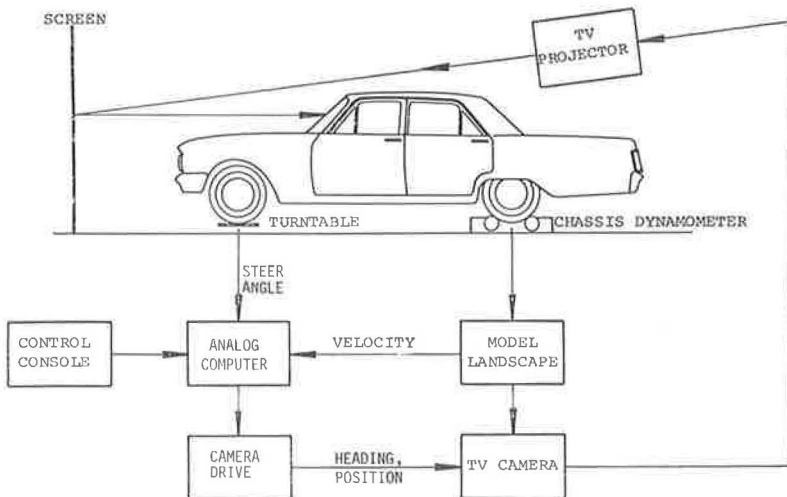 SCREEN
TV
PROJECTOR
TURNTABLE
CHASSIS DYNAMOMETER
STEER
ANGLE
CONTROL
CONSOLE
ANALOG
COMPUTER
VELOCITY
MODEL
LANDSCAPE
CAMERA
DRIVE
HEADING,
POSITION
TV CAMERA